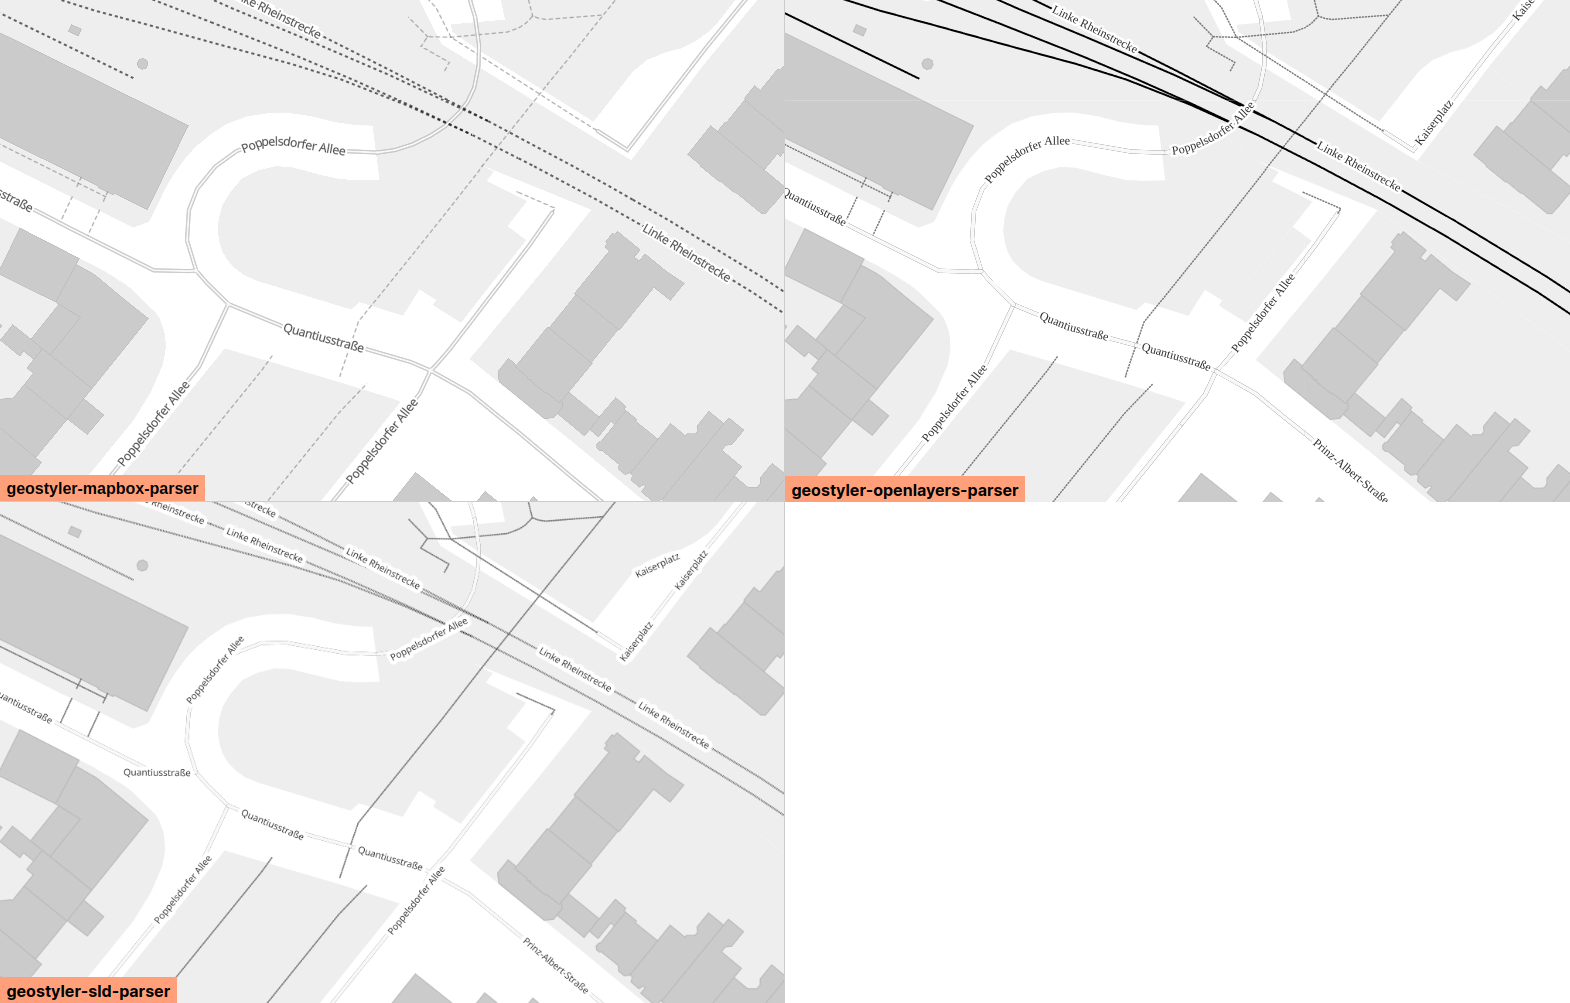 Linke Rheinstrecke
Poppelsdorfer Allee
Linke Rheinstrecke
Quantiusstraße
Poppelsdorfer Allee
Poppelsdorfer Allee
geostyler-mapbox-parser
Linke Rheinstrecke
Kaiserplatz
Poppelsdorfer Allee
Poppelsdorfer Allee
Linke Rheinstrecke
Quantiusstraße
Poppelsdorfer Allee
Quantiusstraße
Quantiusstraße
Poppelsdorfer Allee
Prinz-Albert-Straße
geostyler-openlayers-parser
Rheinstrecke
Linke Rheinstrecke
Linke Rheinstrecke
Kaiserplatz
Kaiserplatz
Kaiserplatz
Poppelsdorfer Allee
Poppelsdorfer Allee
Linke Rheinstrecke
Linke Rheinstrecke
Quantiusstraße
Quantiusstraße
Quantiusstraße
Quantiusstraße
Poppelsdorfer Allee
Poppelsdorfer Allee
Prinz-Albert-Straße
geostyler-sld-parser